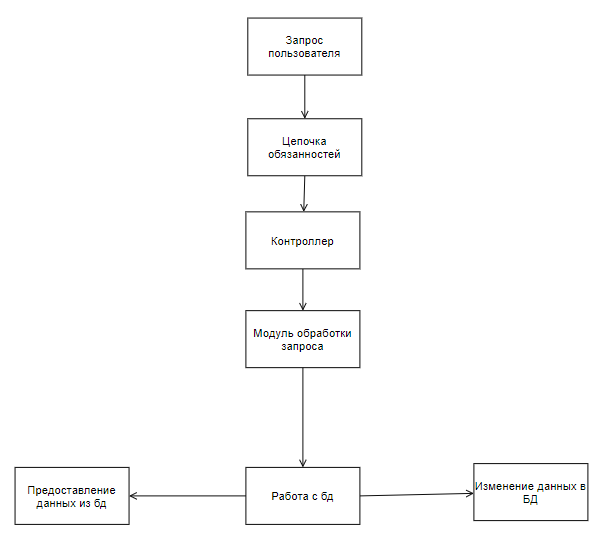 Запрос
пользователя
Цепочка
обязанностей
Контроллер
Модуль обработки
запроса
Предоставление
данных из бд
Работа с бд
Изменение данных в
БД